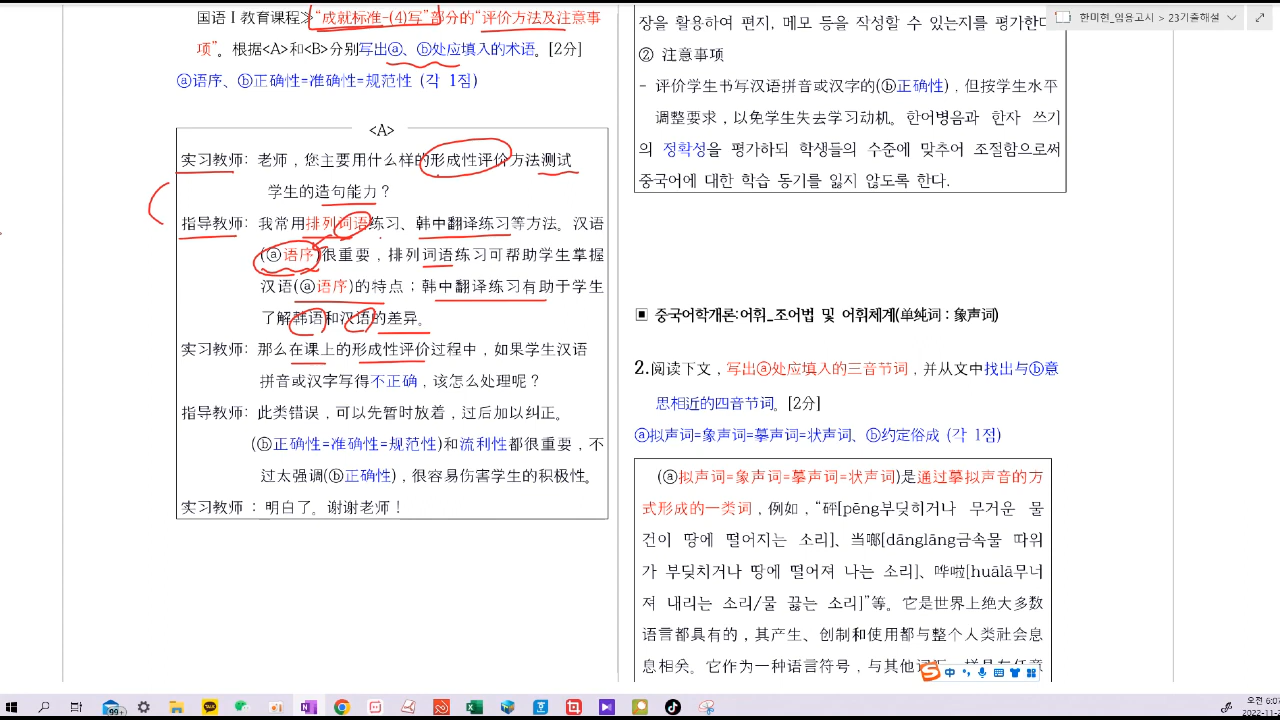 国语Ⅰ教育课程≫“成就标准-(4)写”部分的“评价方法及注意事
项”。根据<A>和<B>分别写出ⓐ、ⓑ处应填入的术语。[2分]
ⓐ语序、ⓑ正确性=准确性=规范性 (각 1점)
<A>
实习教师: 老师，您主要用什么样的形成性评价方法测试
学生的造句能力？
指导教师: 我常用排列词语练习、韩中翻译练习等方法。汉语
(ⓐ语序)很重要，排列词语练习可帮助学生掌握
汉语(ⓐ语序)的特点；韩中翻译练习有助于学生
了解韩语和汉语的差异。
实习教师: 那么在课上的形成性评价过程中，如果学生汉语
拼音或汉字写得不正确，该怎么处理呢？
指导教师: 此类错误，可以先暂时放着，过后加以纠正。
(ⓑ正确性=准确性=规范性)和流利性都很重要，不
过太强调(ⓑ正确性)，很容易伤害学生的积极性。
实习教师 : 明白了。谢谢老师！
장을 활용하여 편지, 메모 등을 작성할 수 있는지를 평가한다
② 注意事项
- 评价学生书写汉语拼音或汉字的(ⓑ正确性)，但按学生水平
调整要求，以免学生失去学习动机。한어병음과 한자 쓰기
의 정확성을 평가하되 학생들의 수준에 맞추어 조절함으로써
중국어에 대한 학습 동기를 잃지 않도록 한다.
▣ 중국어학개론:어휘_조어법 및 어휘체계(单纯词 : 象声词)
2.阅读下文，写出ⓐ处应填入的三音节词，并从文中找出与ⓑ意
思相近的四音节词。[2分]
ⓐ拟声词=象声词=摹声词=状声词、ⓑ约定俗成 (각 1점)
(ⓐ拟声词=象声词=摹声词=状声词)是通过摹拟声音的方
式形成的一类词，例如，“砰[pēng부딪히거나 무거운 물
건이 땅에 떨어지는 소리]、当啷[dānglāng금속물 따위
가 부딪치거나 땅에 떨어져 나는 소리]、哗啦[huālā무너
져 내리는 소리/물 끓는 소리]”等。它是世界上绝大多数
语言都具有的，其产生、创制和使用都与整个人类社会息
息相关。它作为一种语言符号，与其他
한미현_임용고시 > 23기출해설
中
99+
오전 6:0
2022-11-2